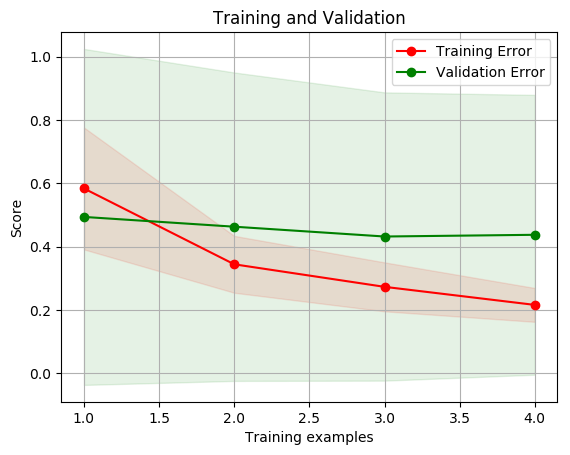 Training and Validation
Training Error
Validation Error
Score
1.0
0.8
0.6
0.4
0.2
0.0
1.0 1.5 2.0 2.5 3.0 3.5 4.0
Training examples